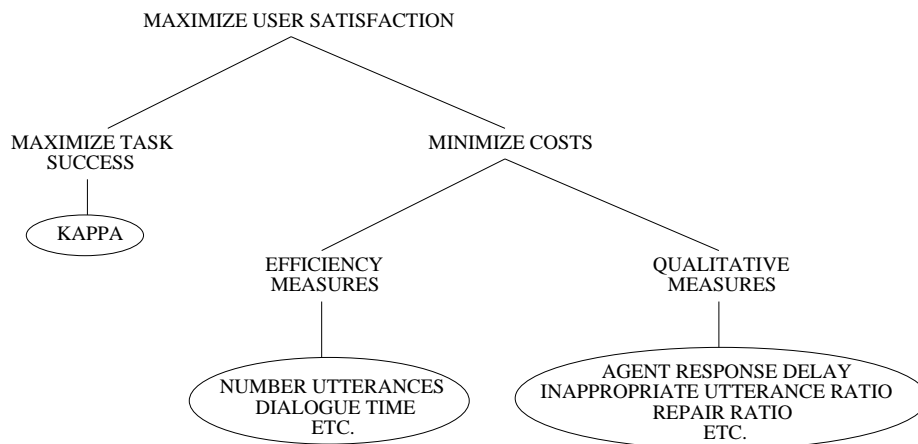 MAXIMIZE USER SATISFACTION
MAXIMIZE TASK
SUCCESS
MINIMIZE COSTS
KAPPA
EFFICIENCY
MEASURES
QUALITATIVE
MEASURES
NUMBER UTTERANCES
DIALOGUE TIME
ETC.
AGENT RESPONSE DELAY
INAPPROPRIATE UTTERANCE RATIO
REPAIR RATIO
ETC.